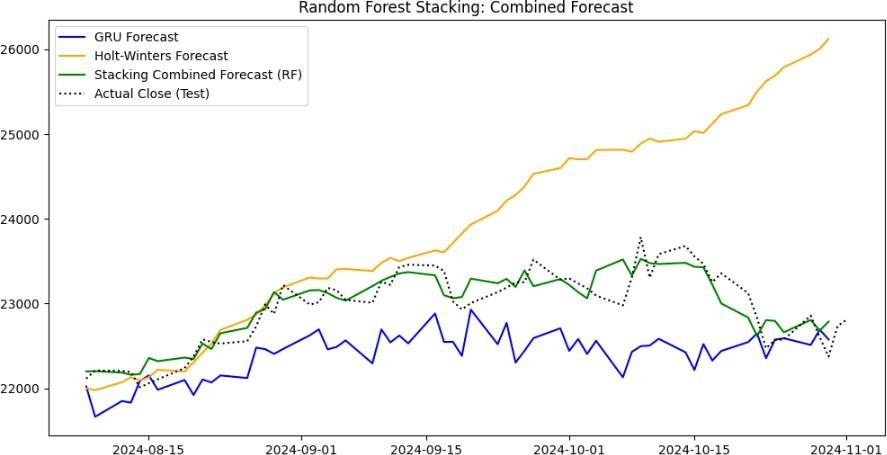 Random Forest Stacking: Combined Forecast
GRU Forecast
Holt-Winters Forecast
Stacking Combined Forecast (RF)
Actual Close (Test)
26000
25000
24000
23000
22000
2024-08-15 2024-09-01 2024-09-15 2024-10-01 2024-10-15 2024-11-01